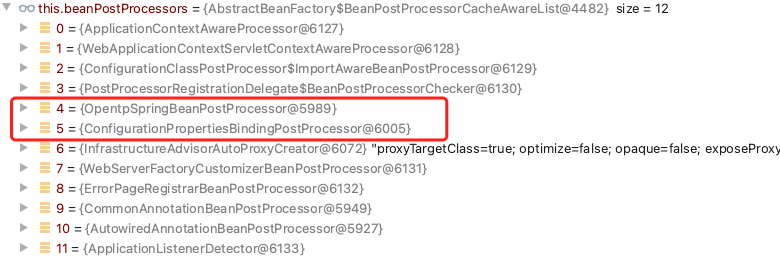 this.beanPostProcessors = {AbstractBeanFactory$BeanPostProcessorCacheAwareList@4482} size = 12
0 = {ApplicationContextAwareProcessor@6127}
1 = {WebApplicationContextServletContextAwareProcessor@6128}
2 = {ConfigurationClassPostProcessor$ImportAwareBeanPostProcessor@6129}
3 = {PostProcessorRegistrationDelegate$BeanPostProcessorChecker@6130}
4 = {OpentpSpringBeanPostProcessor@5989}
5 = {ConfigurationPropertiesBindingPostProcessor@6005}
6 = {InfrastructureAdvisorAutoProxyCreator@6072} "proxyTargetClass=true; optimize=false; opaque=false; exposeProxy
7 = {WebServerFactoryCustomizerBeanPostProcessor@6131}
8 = {ErrorPageRegistrarBeanPostProcessor@6132}
9 = {CommonAnnotationBeanPostProcessor@5949}
10 = {AutowiredAnnotationBeanPostProcessor@5927}
11 = {ApplicationListenerDetector@6133}